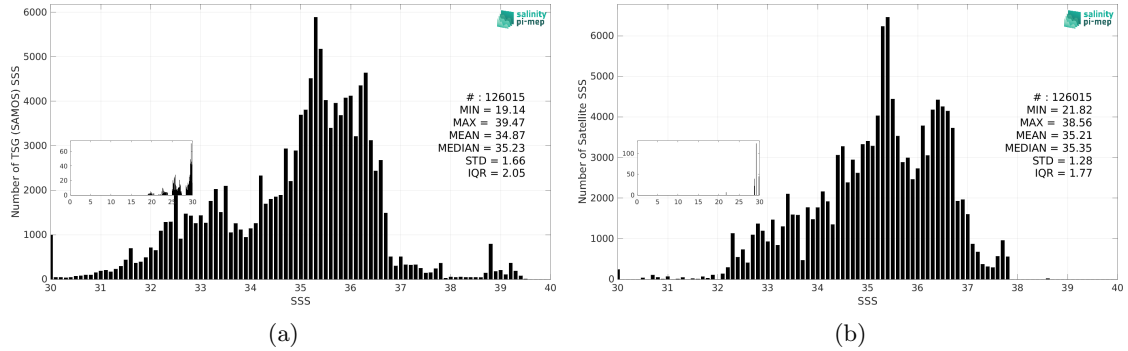 6000
5000
4000
3000
2000
1000
0
Number of TSG (SAMOS) SSS
30 31 32 33 34 35 36 37 38 39 40
SSS
60
40
20
0
0 5 10 15 20 25 30
salinity
pi-mep
# : 126015
MIN = 19.14
MAX = 39.47
MEAN = 34.87
MEDIAN = 35.23
STD = 1.66
IQR = 2.05
(a)
6000
5000
4000
3000
2000
1000
0
Number of Satellite SSS
30 31 32 33 34 35 36 37 38 39 40
SSS
100
50
0
0 5 10 15 20 25 30
salinity
pi-mep
# : 126015
MIN = 21.82
MAX = 38.56
MEAN = 35.21
MEDIAN = 35.35
STD = 1.28
IQR = 1.77
(b)